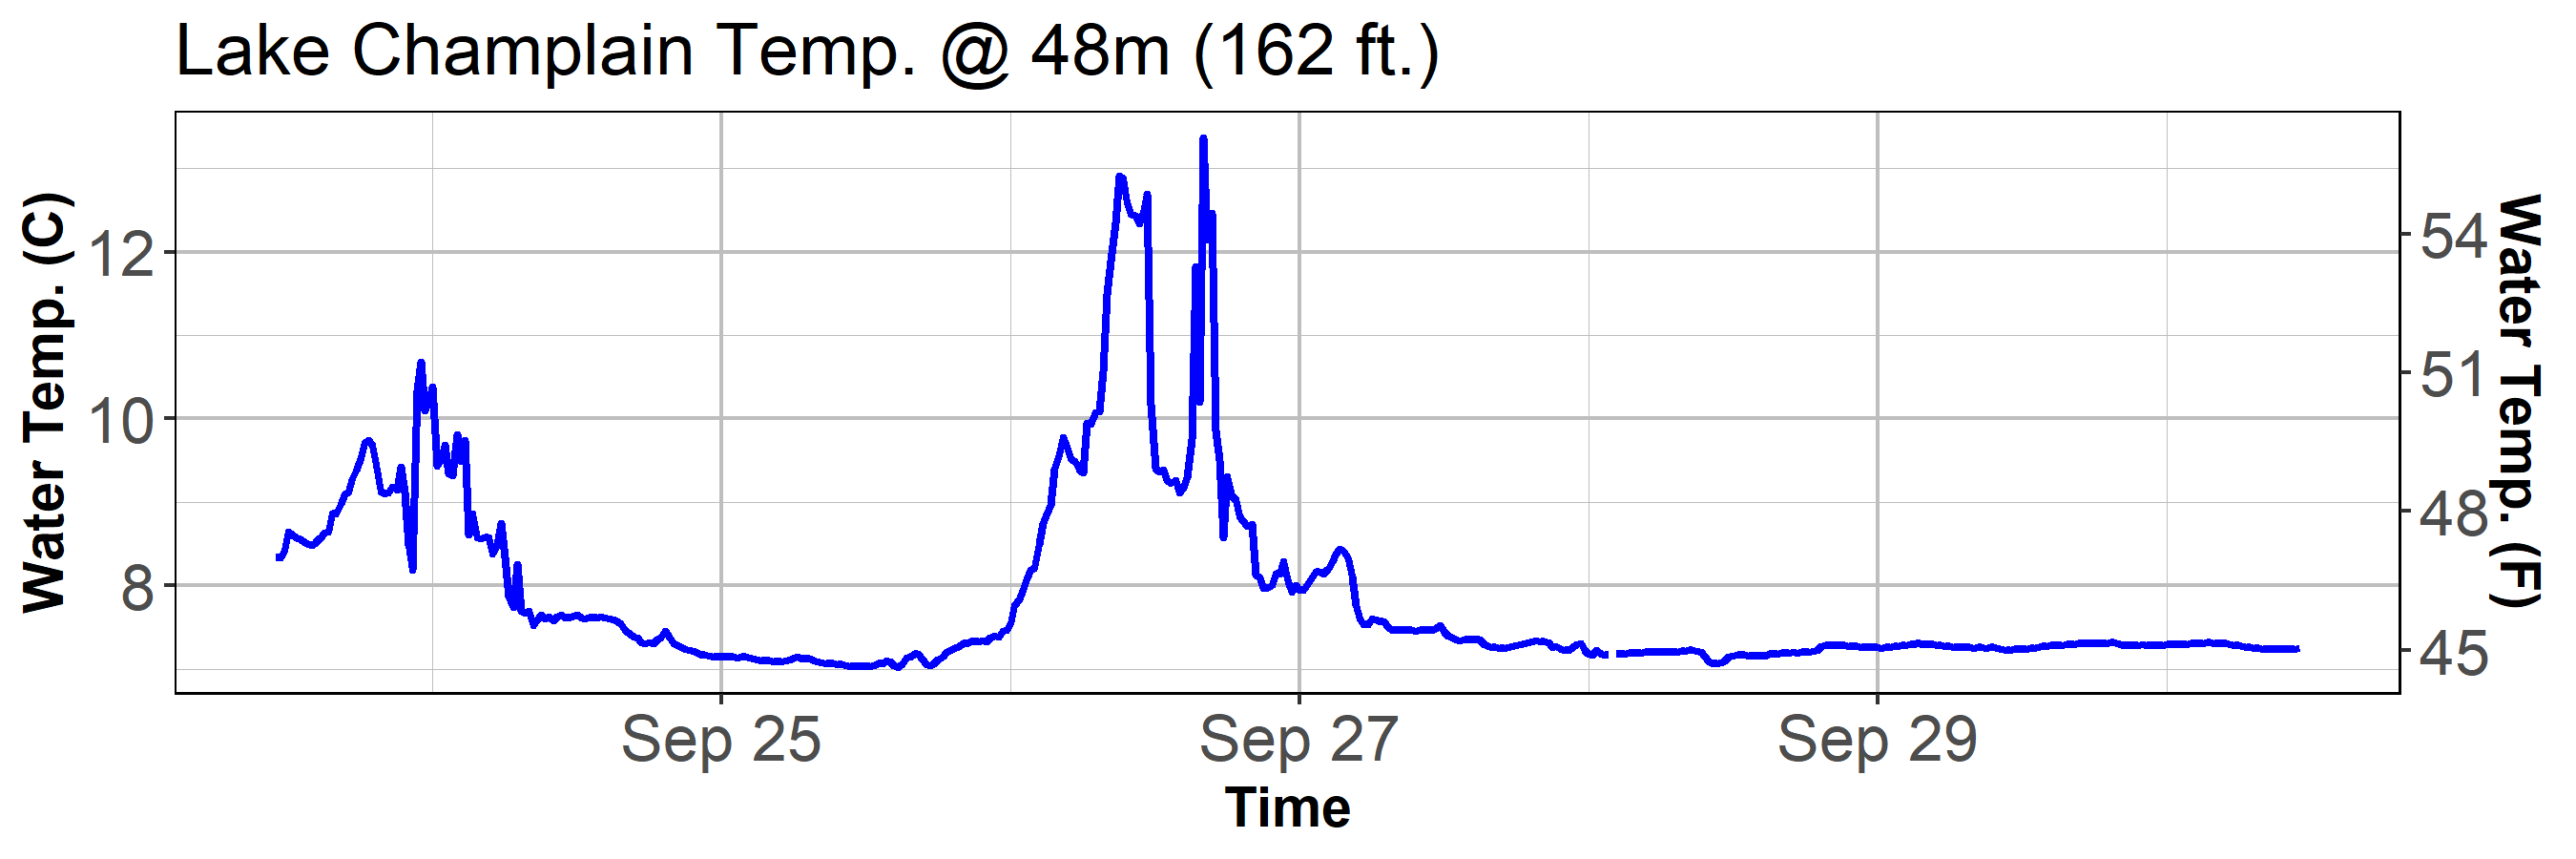 Lake Champlain Temp. @ 48m (162 ft.)
Water Temp. (C)
12
10
8
54
51
48
45
Water Temp. (F)
Sep 25
Sep 27
Sep 29
Time